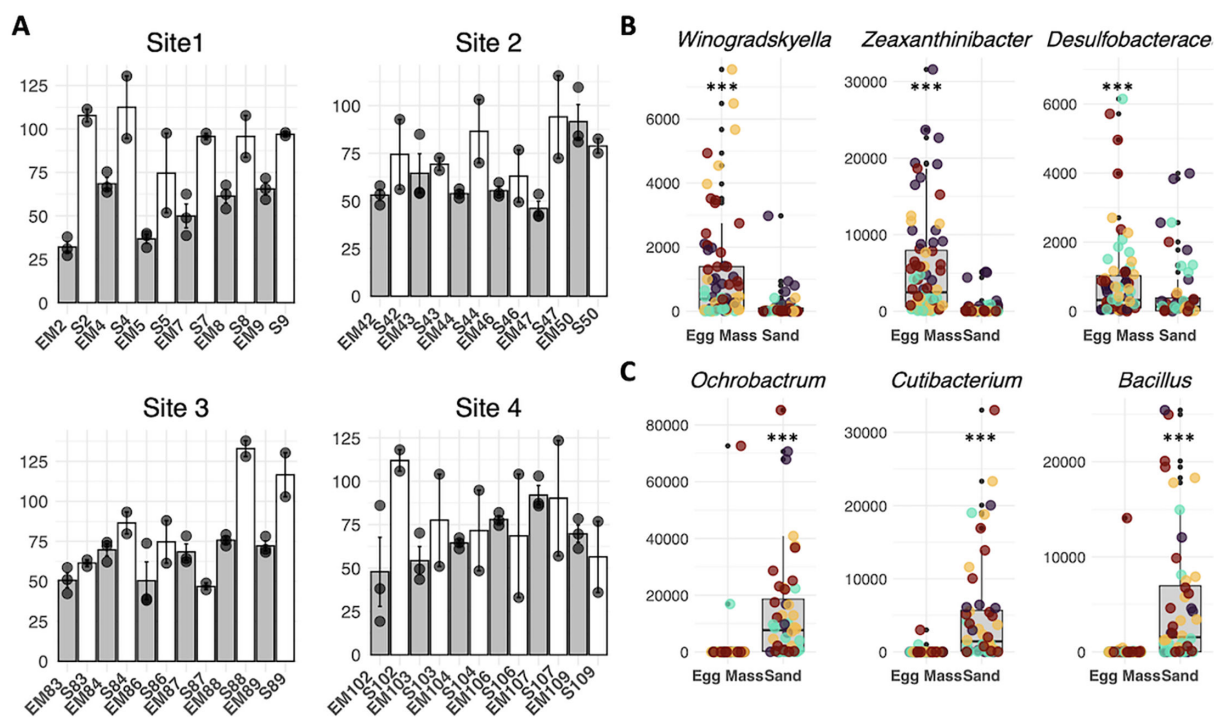 A
Site1
125
100
75
50
25
0
EM2 S2 EM4 S4 EM5 S5 EM7 S7 EM8 S8 EM9 S9
Site 2
100
75
50
25
0
EM42 S42 EM43 S43 EM44 S44 EM46 S46 EM47 S47 EM50 S50
Site 3
125
100
75
50
25
0
EM83 S83 EM84 S84 EM86 S86 EM87 S87 EM88 S88 EM89 S89
Site 4
125
100
75
50
25
0
EM102 S102 EM103 S103 EM104 S104 EM106 S106 EM107 S107 EM109 S109
B
Winogradskyella
***
6000
4000
2000
0
Egg Mass Sand
Zeaxanthinibacter
***
30000
20000
10000
0
Egg MassSand
Desulfobacterace
***
6000
4000
2000
0
Egg Mass Sand
C
Ochrobactrum
***
80000
60000
40000
20000
0
Egg MassSand
Cutibacterium
***
30000
20000
10000
0
Egg MassSand
Bacillus
***
20000
10000
0
Egg MassSand